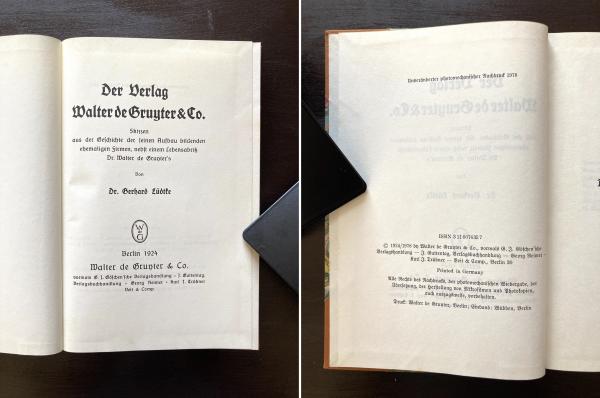 Der Verlag
Walter de Gruyter & Co.
Skizzen
aus der Geschichte der seinen Aufbau bildenden
ehemaligen Firmen, nebst einem Lebensabriß
Dr. Walter de Gruyter's
Von
Dr. Gerhard Lüdtke
W
G
Berlin 1924
Walter de Gruyter & Co.
vormals G. J. Göschen'sche Verlagshandlung - J. Guttentag,
Verlagsbuchhandlung - Georg Reimer - Karl J. Trübner
Veit & Comp.
Unveränderter photomechanischer Nachdruck 1978
ISBN 3 11
© 1924/1978 by Walter de Gruyter & Co., vormals G. J. Göschen'sche
Verlagshandlung — J. Guttentag, Verlagsbuchhandlung — Georg Reimer
Karl J. Trübner — Veit & Comp., Berlin 30
Printed in Germany
Alle Rechte des Nachdrucks, der photomechanischen Wiedergabe, der
Übersetzung, der Herstellung von Mikrofilmen und Photokopien,
auch auszugsweise, vorbehalten.
Druck: Walter de Gruyter, Berlin; Einband: Wübben, Berlin